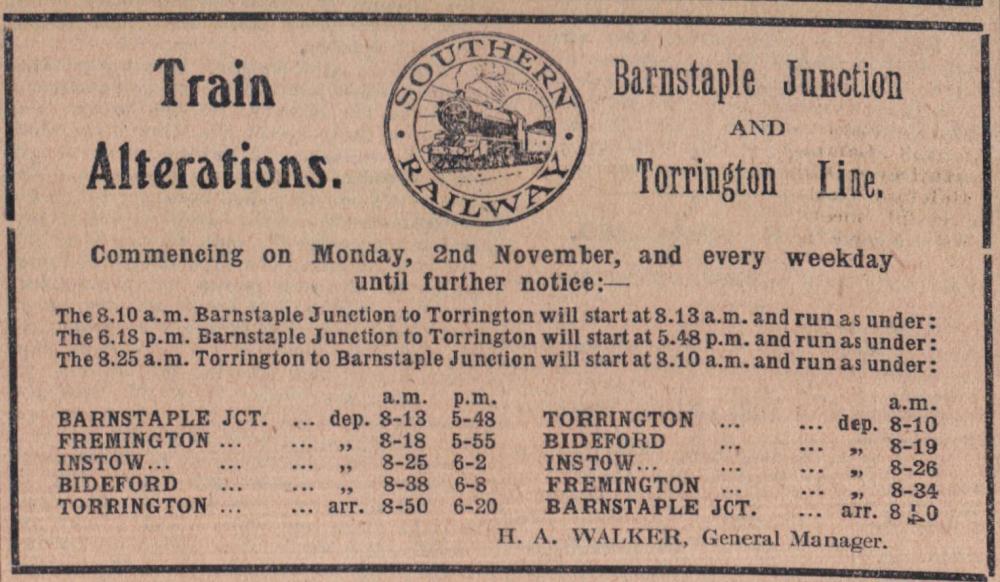 Train
Alterations.
SOUTHERN
RAILWAY
Barnstaple Junction
AND
Torrington Line.
Commencing on Monday, 2nd November, and every weekday
until further notice:—
The 8.10 a.m. Barnstaple Junction to Torrington will start at 8.13 a.m. and run as under:
The 6.18 p.m. Barnstaple Junction to Torrington will start at 5.48 p.m. and run as under:
The 8.25 a.m. Torrington to Barnstaple Junction will start at 8.10 a.m. and run as under:
a.m. p.m.
BARNSTAPLE JCT. ... dep. 8-13 5-48
FREMINGTON ... ... ,, 8-18 5-55
INSTOW... ... ... ,, 8-25 6-2
BIDEFORD ... ... ,, 8-38 6-8
TORRINGTON ... ... arr. 8-50 6-20
a.m.
TORRINGTON ... ... dep. 8-10
BIDEFORD ... ... ,, 8-19
INSTOW... ... ... ,, 8-26
FREMINGTON ... ... ,, 8-34
BARNSTAPLE JCT. ... arr. 8 40
H. A. WALKER, General Manager.